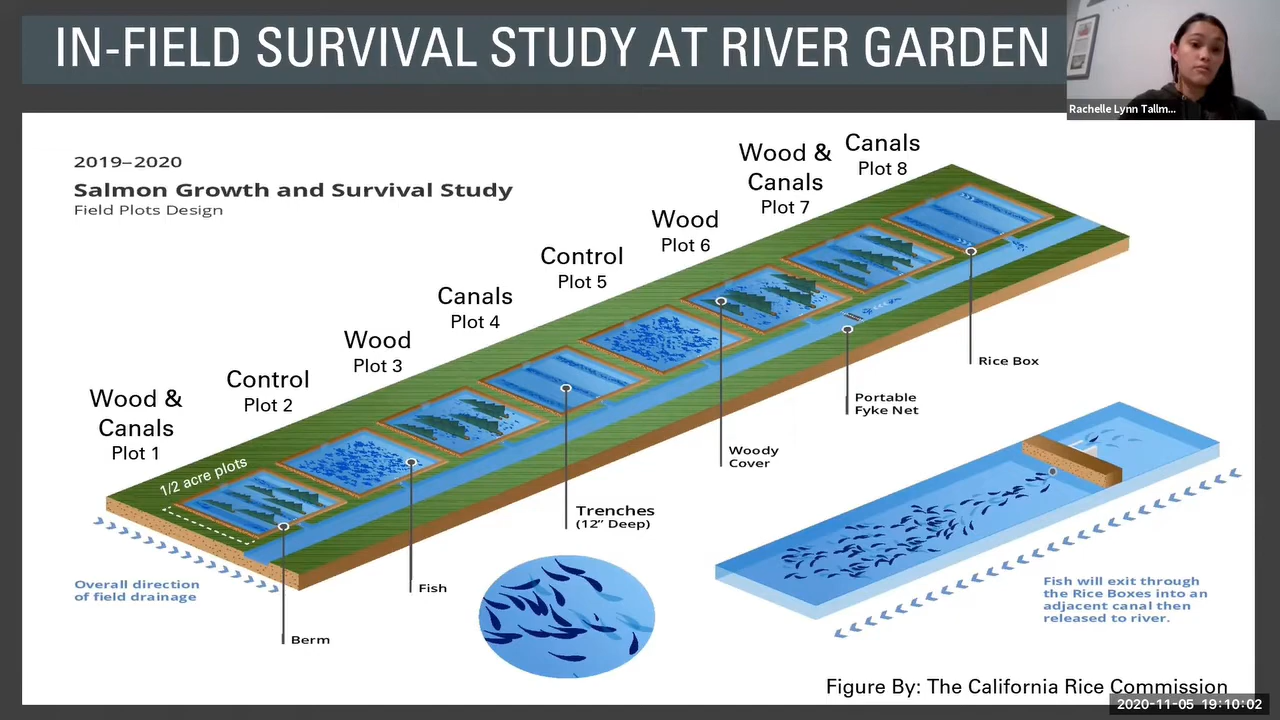 IN-FIELD SURVIVAL STUDY AT RIVER GARDEN
Rachelle Lynn Tallm...
2019–2020
Salmon Growth and Survival Study
Field Plots Design
Wood &
Canals
Plot 1
Control
Plot 2
Wood
Plot 3
Canals
Plot 4
Control
Plot 5
Wood
Plot 6
Wood &
Canals
Plot 7
Canals
Plot 8
1/2 acre plots
Rice Box
Portable
Fyke Net
Woody
Cover
Trenches
(12” Deep)
Fish
Berm
Overall direction
of field drainage
Fish will exit through
the Rice Boxes into an
adjacent canal then
released to river.
Figure By: The California Rice Commission
2020-11-05 19:10:02